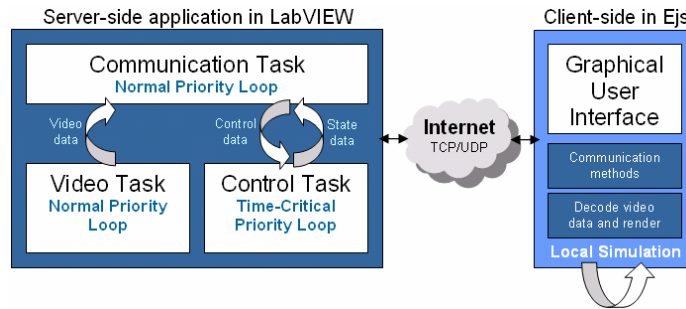 Server-side application in LabVIEW
Communication Task
Normal Priority Loop
Video
data
Control
data
State
data
Video Task
Normal Priority
Loop
Control Task
Time-Critical
Priority Loop
Internet
TCP/UDP
Client-side in Ejs
Graphical
User
Interface
Communication
methods
Decode video
data and render
Local Simulation